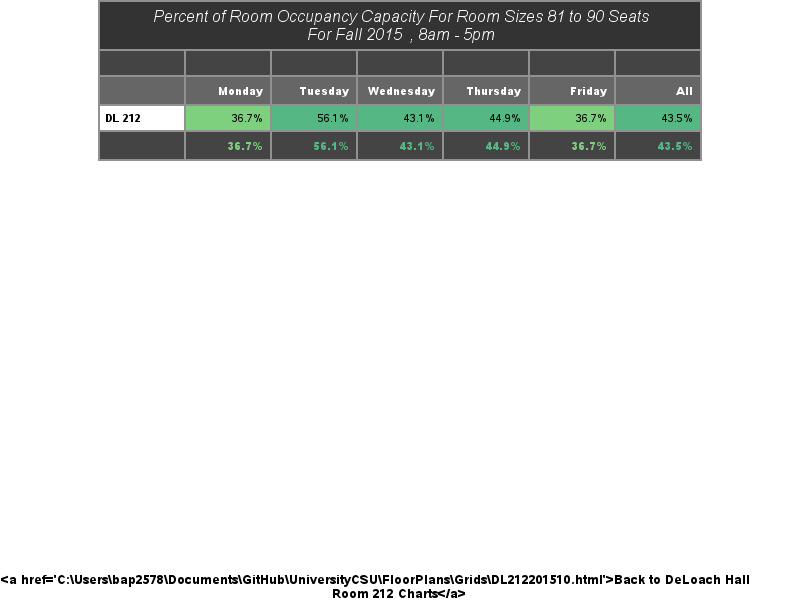 Percent of Room Occupancy Capacity For Room Sizes 81 to 90 Seats
For Fall 2015 , 8am - 5pm
Monday Tuesday Wednesday Thursday Friday All
DL 212 36.7% 56.1% 43.1% 44.9% 36.7% 43.5%
36.7% 56.1% 43.1% 44.9% 36.7% 43.5%
<a href='C:\Users\bap2578\Documents\GitHub\UniversityCSU\FloorPlans\Grids\DL212201510.html'>Back to DeLoach Hall
Room 212 Charts</a>